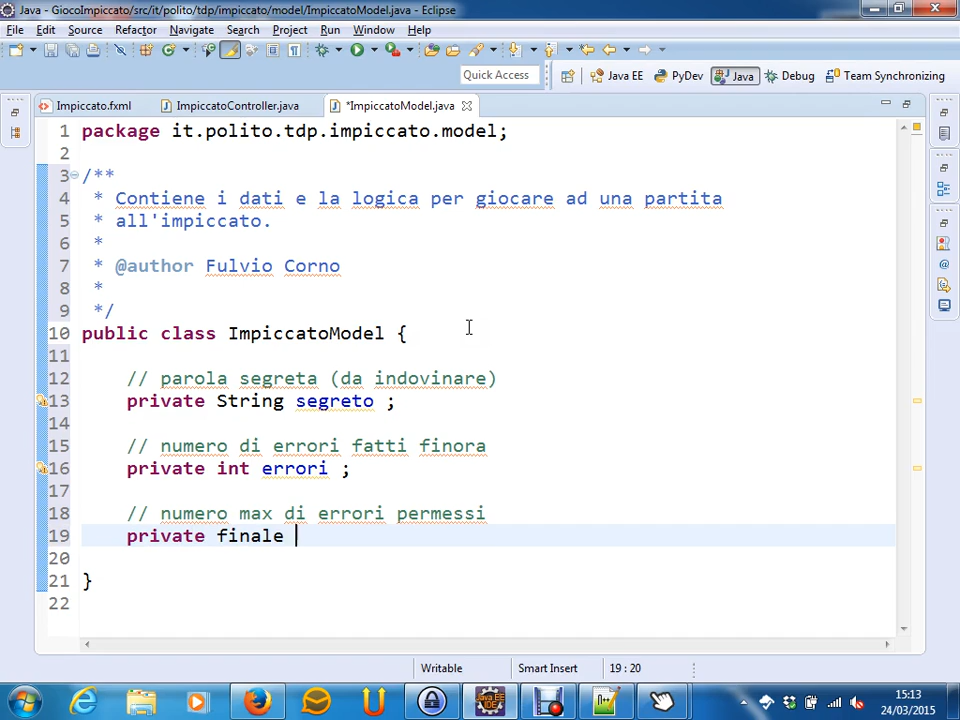 Java - GiocoImpiccato/src/it/polito/tdp/impiccato/model/ImpiccatoModel.java - Eclipse
File Edit Source Refactor Navigate Search Project Run Window Help
Quick Access Java EE PyDev Java Debug Team Synchronizing
Impiccato.fxml ImpiccatoController.java *ImpiccatoModel.java
1 package it.polito.tdp.impiccato.model;
2
3 /**
4 * Contiene i dati e la logica per giocare ad una partita
5 * all'impiccato.
6 *
7 * @author Fulvio Corno
8 *
9 */
10 public class ImpiccatoModel {
11
12 // parola segreta (da indovinare)
13 private String segreto ;
14
15 // numero di errori fatti finora
16 private int errori ;
17
18 // numero max di errori permessi
19 private finale
20
21 }
22
Writable Smart Insert 19 : 20
15:13
24/03/2015